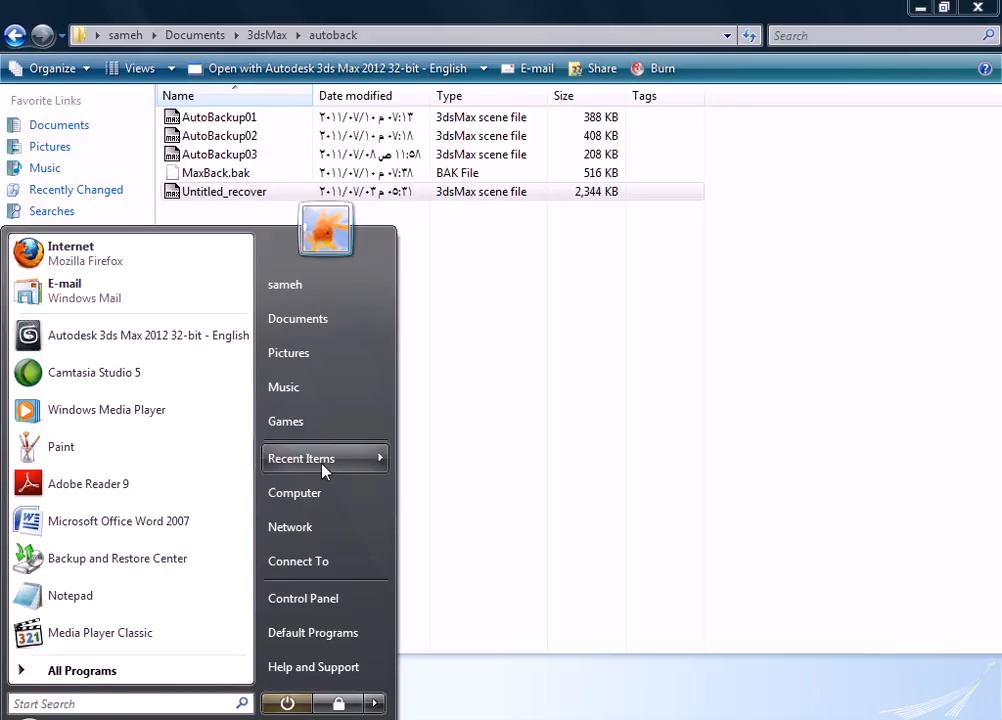 sameh Documents 3dsMax autoback
Search
Organize Views Open with Autodesk 3ds Max 2012 32-bit - English E-mail Share Burn
Favorite Links
Documents
Pictures
Music
Recently Changed
Searches
Name Date modified Type Size Tags
AutoBackup01 ٢٠١١/٠٧/١٠ م ٠٧:١٣ 3dsMax scene file 388 KB
AutoBackup02 ٢٠١١/٠٧/١٠ م ٠٧:١٨ 3dsMax scene file 408 KB
AutoBackup03 ٢٠١١/٠٧/٠٨ ص ١١:٥٨ 3dsMax scene file 208 KB
MaxBack.bak ٢٠١١/٠٧/١٠ م ٠٧:٣٨ BAK File 516 KB
Untitled_recover ٢٠١١/٠٧/٠٣ م ٠٥:٣١ 3dsMax scene file 2,344 KB
Internet
Mozilla Firefox
E-mail
Windows Mail
Autodesk 3ds Max 2012 32-bit - English
Camtasia Studio 5
Windows Media Player
Paint
Adobe Reader 9
Microsoft Office Word 2007
Backup and Restore Center
Notepad
Media Player Classic
All Programs
Start Search
sameh
Documents
Pictures
Music
Games
Recent Items
Computer
Network
Connect To
Control Panel
Default Programs
Help and Support